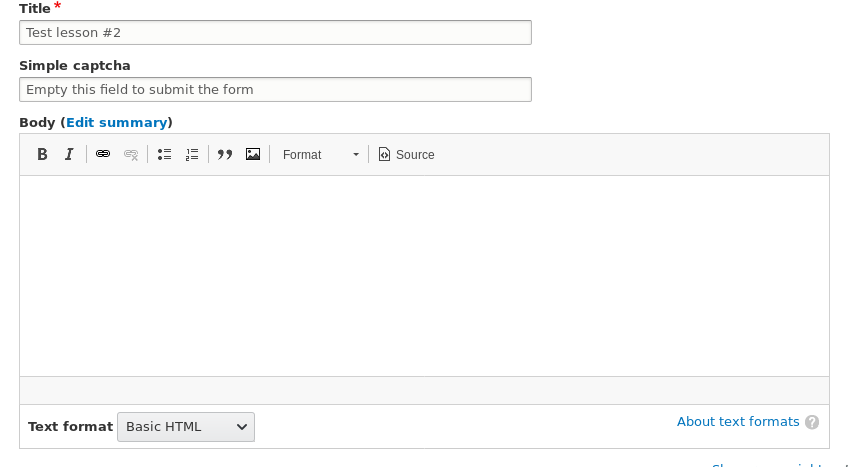 Title *
Test lesson #2
Simple captcha
Empty this field to submit the form
Body (Edit summary)
B I Format Source
Text format Basic HTML About text formats ?